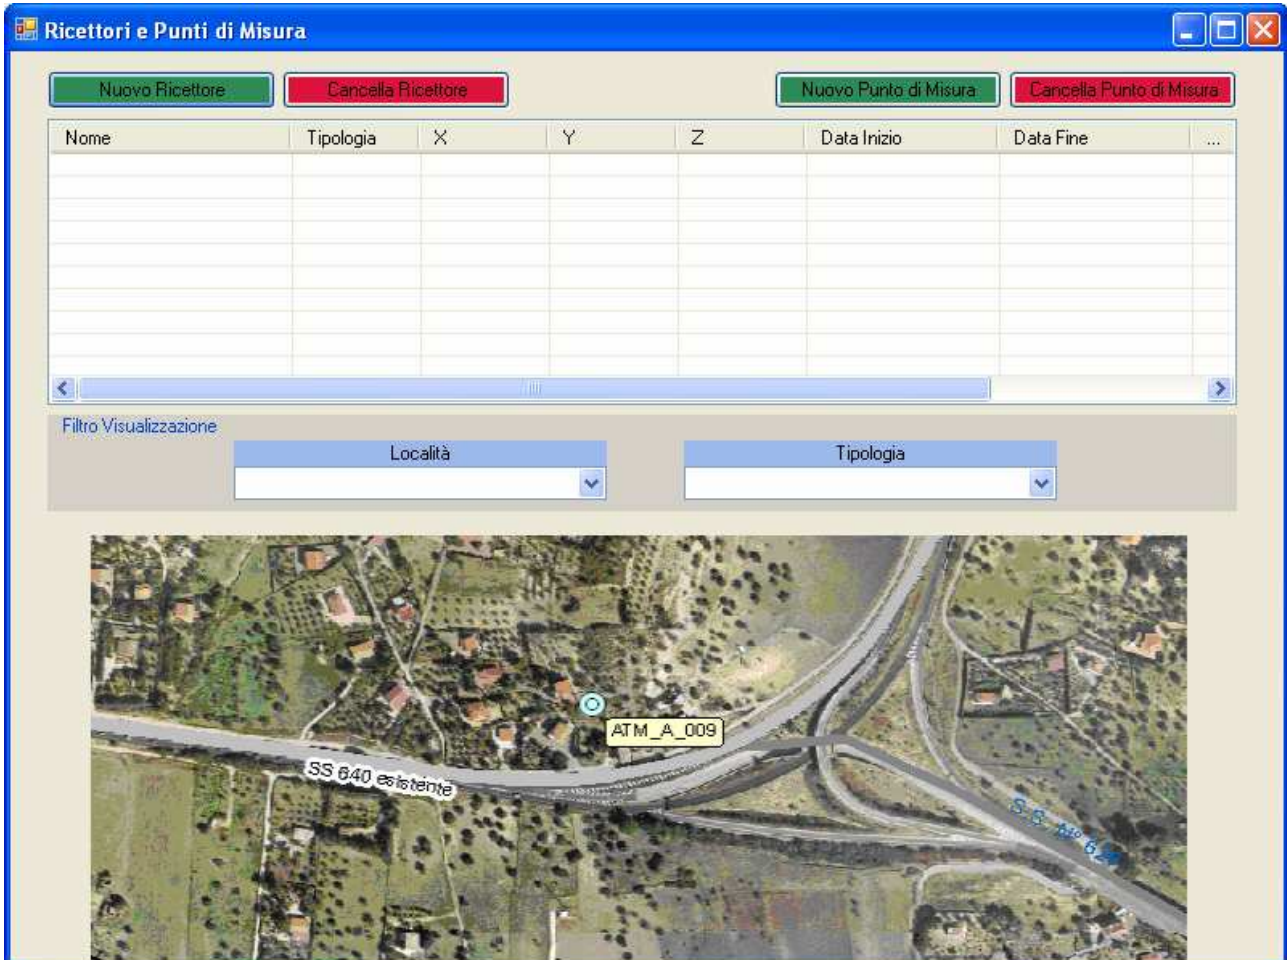 Ricettori e Punti di Misura
Nuovo Ricettore Cancella Ricettore Nuovo Punto di Misura Cancella Punto di Misura
Nome Tipologia X Y Z Data Inizio Data Fine ...
Filtro Visualizzazione
Località Tipologia
ATM_A_009
SS 640 esistente
S.S. N°